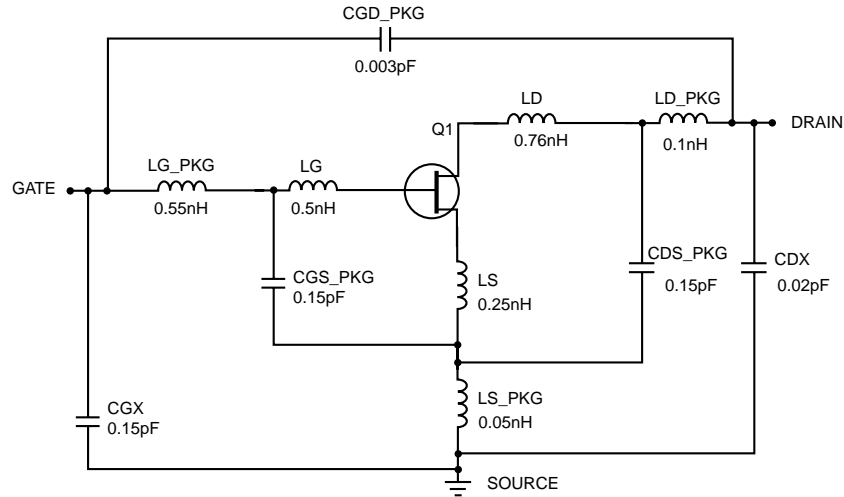 CGD_PKG
0.003pF
LD
LD_PKG
Q1
0.76nH
0.1nH
DRAIN
LG_PKG
LG
GATE
0.55nH
0.5nH
CGS_PKG
0.15pF
LS
0.25nH
CDS_PKG
0.15pF
CDX
0.02pF
LS_PKG
0.05nH
CGX
0.15pF
SOURCE